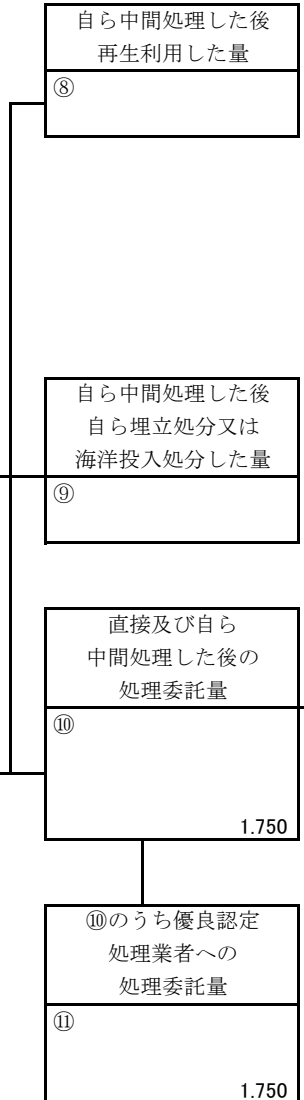 自ら中間処理した後
再生利用した量
⑧
自ら中間処理した後
自ら埋立処分又は
海洋投入処分した量
⑨
直接及び自ら
中間処理した後の
処理委託量
⑩
1.750
⑩のうち優良認定
処理業者への
処理委託量
⑪
1.750